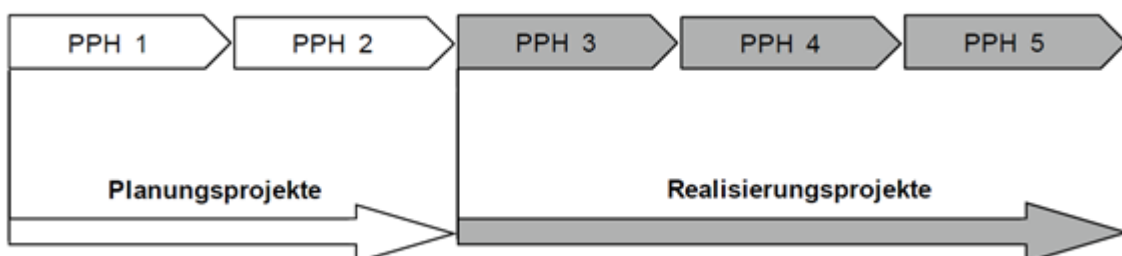 PPH 1 PPH 2 PPH 3 PPH 4 PPH 5
Planungsprojekte Realisierungsprojekte